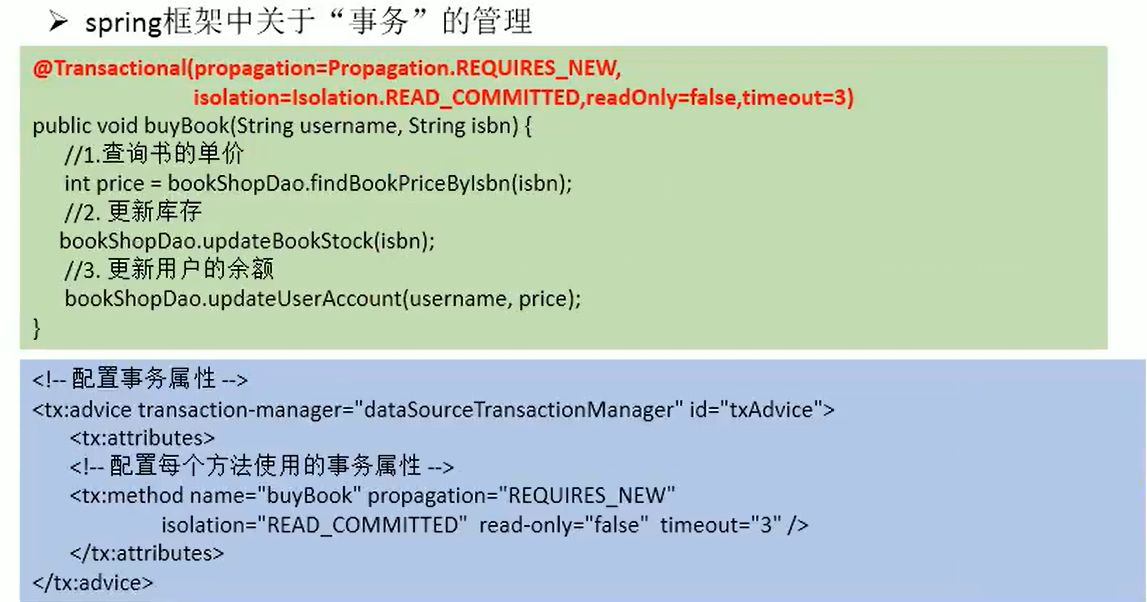 ➢ spring框架中关于“事务”的管理
@Transactional(propagation=Propagation.REQUIRES_NEW,
isolation=Isolation.READ_COMMITTED,readOnly=false,timeout=3)
public void buyBook(String username, String isbn) {
//1.查询书的单价
int price = bookShopDao.findBookPriceByIsbn(isbn);
//2. 更新库存
bookShopDao.updateBookStock(isbn);
//3. 更新用户的余额
bookShopDao.updateUserAccount(username, price);
}
<!-- 配置事务属性 -->
<tx:advice transaction-manager="dataSourceTransactionManager" id="txAdvice">
<tx:attributes>
<!-- 配置每个方法使用的事务属性 -->
<tx:method name="buyBook" propagation="REQUIRES_NEW"
isolation="READ_COMMITTED" read-only="false" timeout="3" />
</tx:attributes>
</tx:advice>